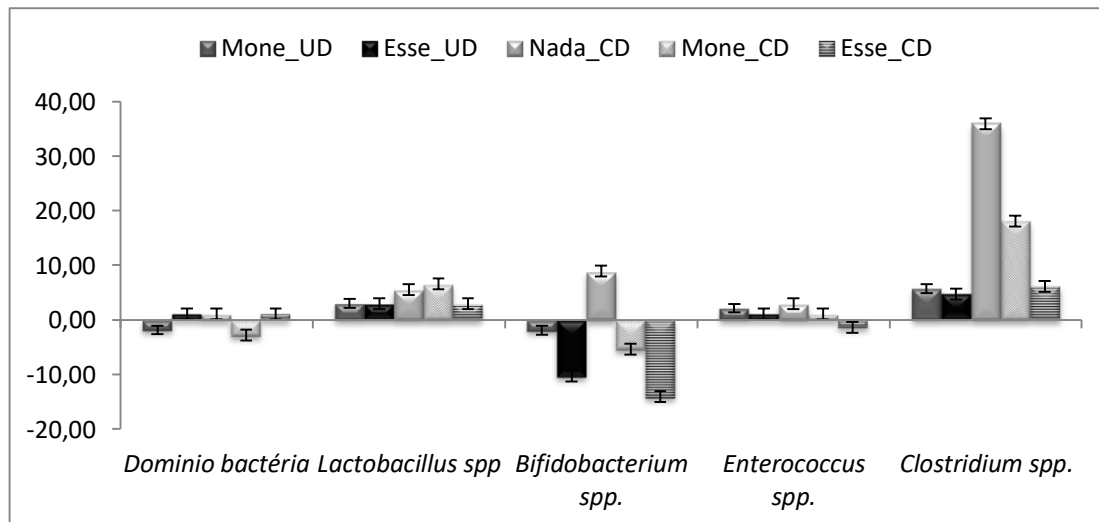 Mone_UD Esse_UD Nada_CD Mone_CD Esse_CD
40,00
30,00
20,00
10,00
0,00
-10,00
-20,00
Dominio bactéria Lactobacillus spp Bifidobacterium Enterococcus Clostridium spp.
spp. spp.